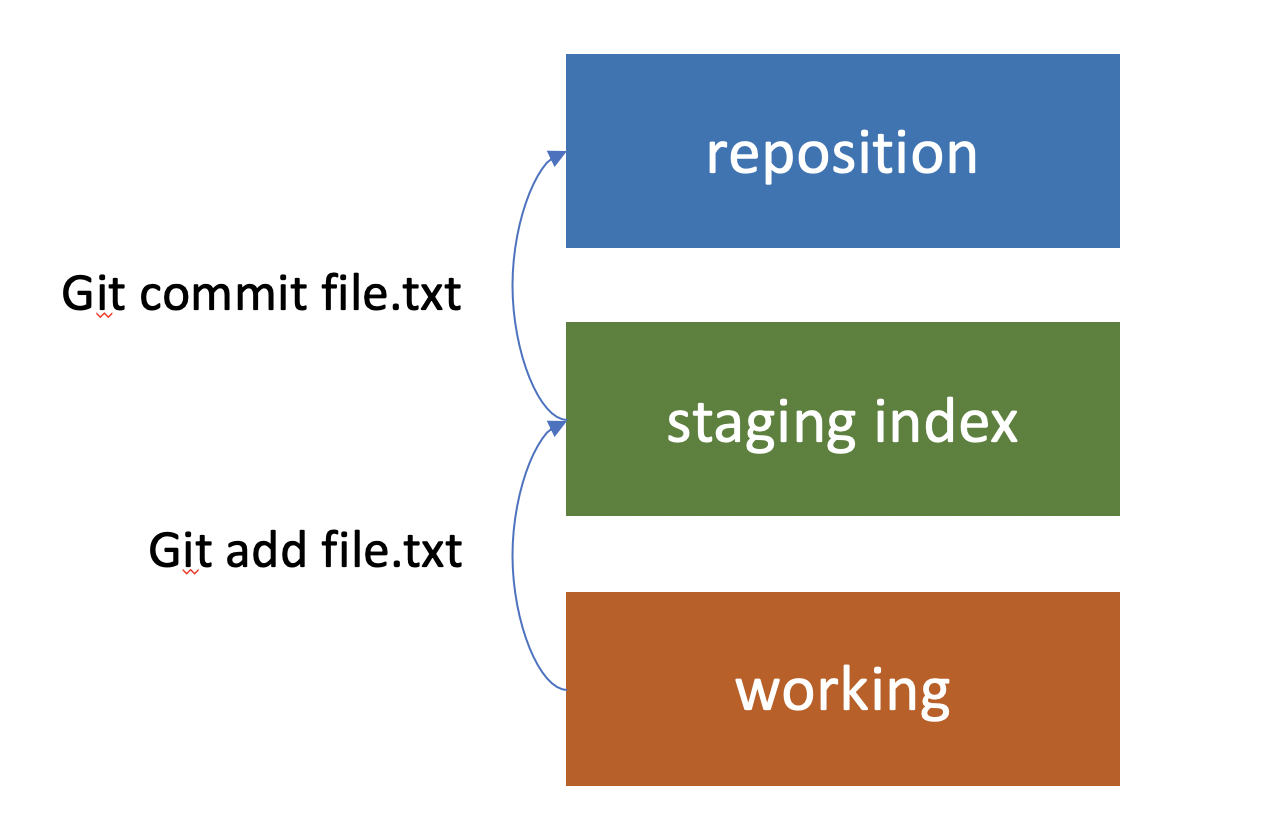 reposition
Git commit file.txt
staging index
Git add file.txt
working